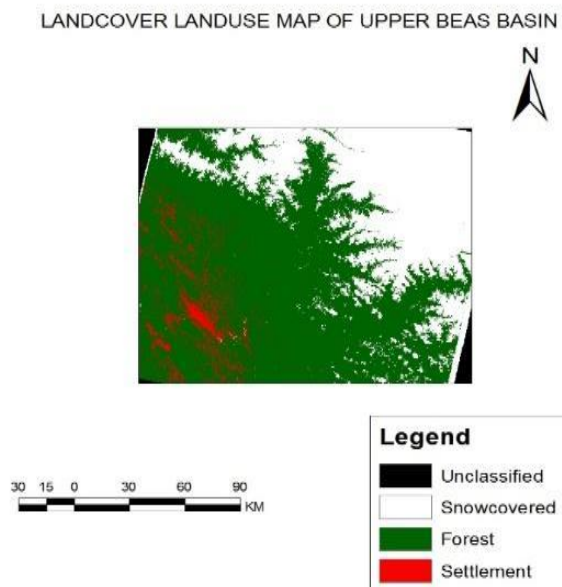 LANDCOVER LANDUSE MAP OF UPPER BEAS BASIN
N
Legend
Unclassified
Snowcovered
Forest
Settlement
30 15 0 30 60 90
KM